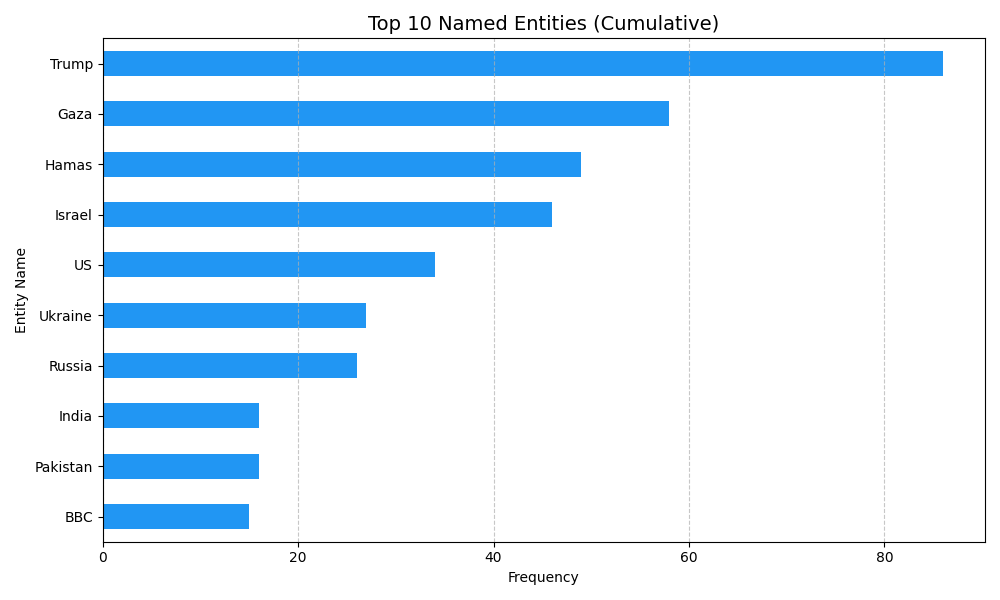 Top 10 Named Entities (Cumulative)
Entity Name
Trump
Gaza
Hamas
Israel
US
Ukraine
Russia
India
Pakistan
BBC
0 20 40 60 80
Frequency